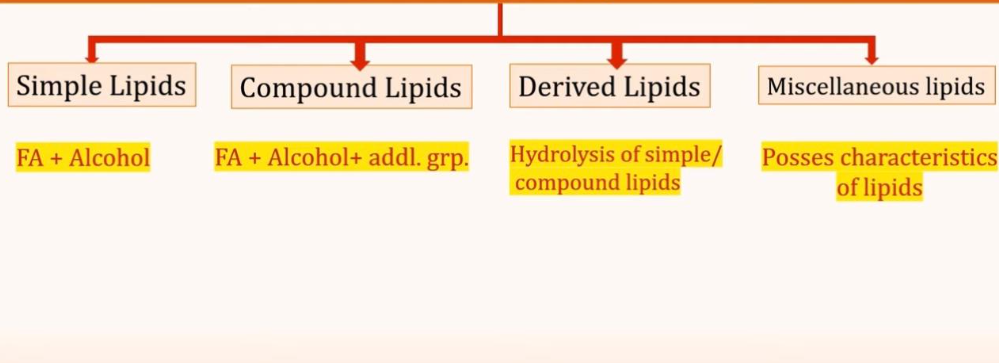 Simple Lipids
FA + Alcohol
Compound Lipids
FA + Alcohol+ addl. grp.
Derived Lipids
Hydrolysis of simple/
compound lipids
Miscellaneous lipids
Posses characteristics
of lipids